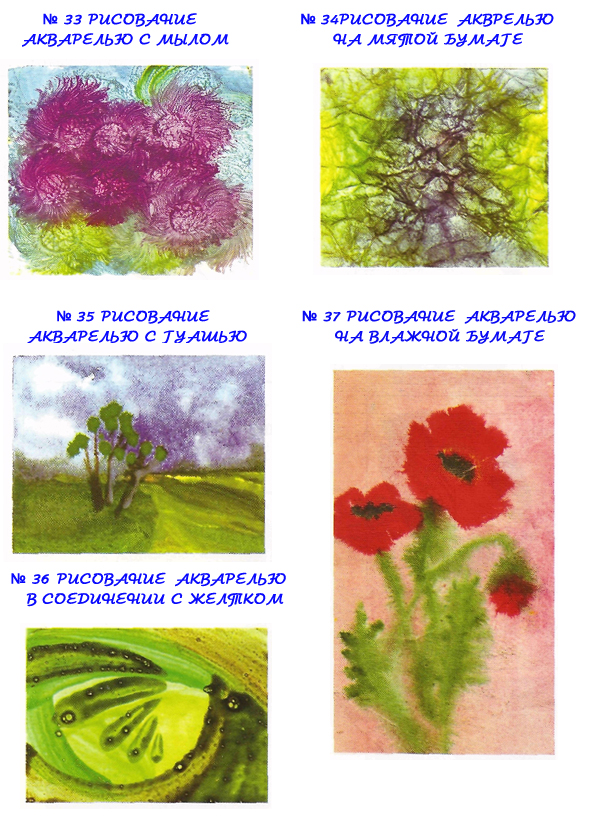 № 33 РИСОВАНИЕ
АКВАРЕЛЬЮ С МЫЛОМ
№ 34РИСОВАНИЕ АКВРЕЛЬЮ
НА МЯТОЙ БУМАГЕ
№ 35 РИСОВАНИЕ
АКВАРЕЛЬЮ С ГУАШЬЮ
№ 37 РИСОВАНИЕ АКВАРЕЛЬЮ
НА ВЛАЖНОЙ БУМАГЕ
№ 36 РИСОВАНИЕ АКВАРЕЛЬЮ
В СОЕДИНЕНИИ С ЖЕЛТКОМ